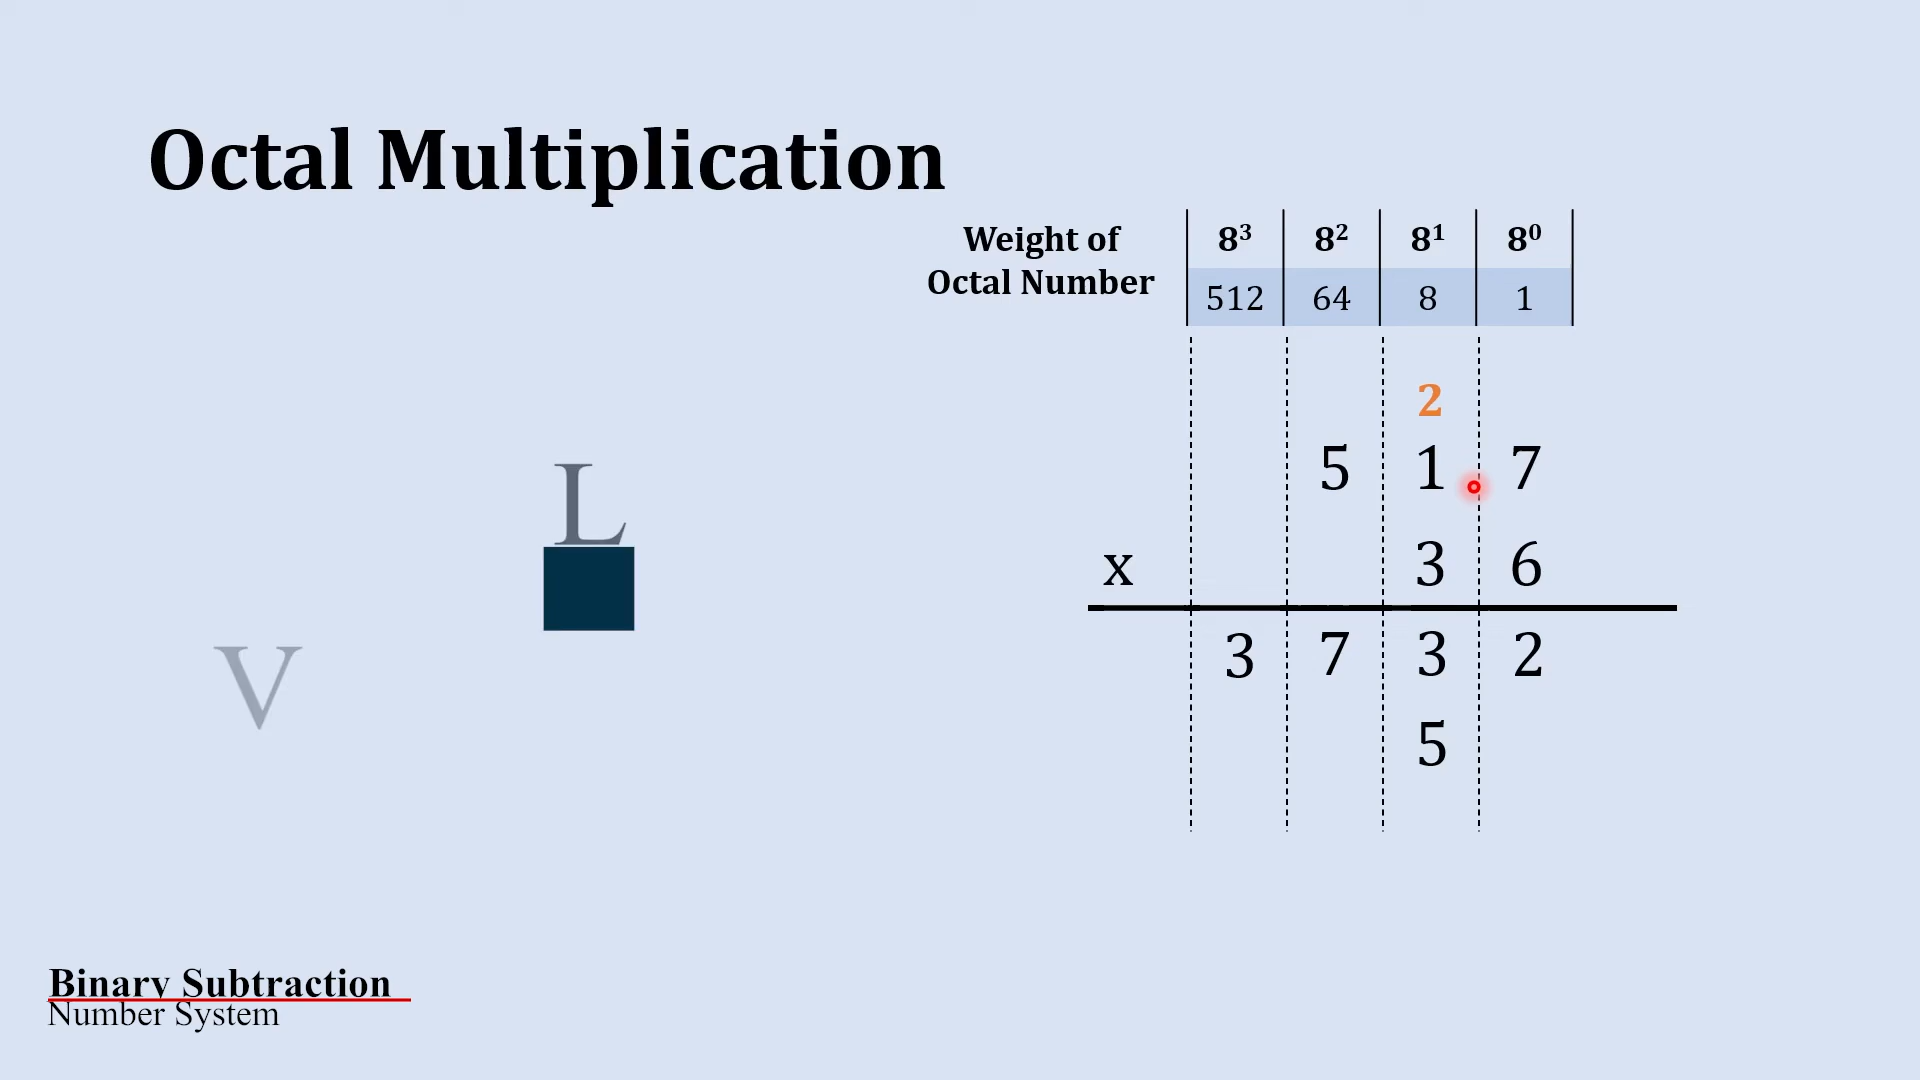 Octal Multiplication
Weight of
Octal Number
8³ 8² 8¹ 8⁰
512 64 8 1
2
5 1 7
x 3 6
3 7 3 2
5
L
V
Binary Subtraction
Number System